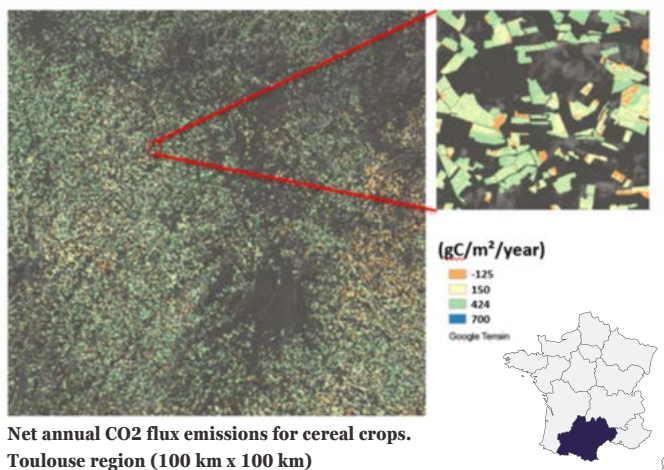 (gC/m²/year)
-125
150
424
700
Google Terrain
Net annual CO2 flux emissions for cereal crops.
Toulouse region (100 km x 100 km)